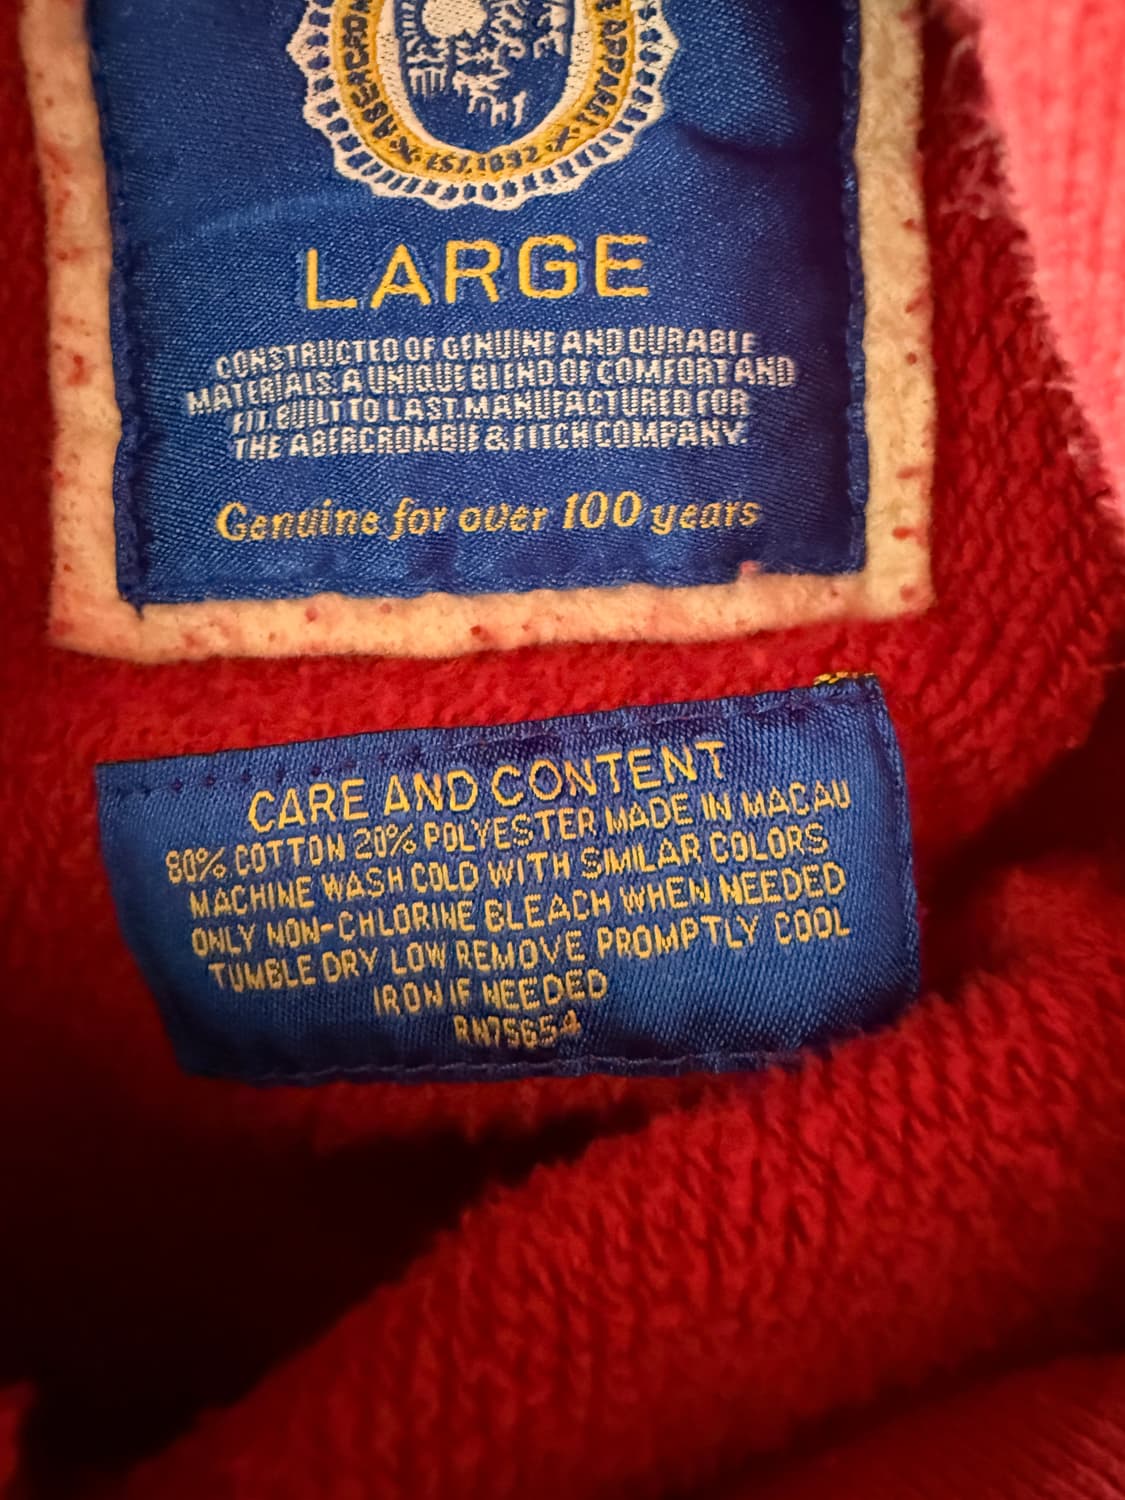 ABERCROM
E APPAREL
EST. 1892
LARGE
CONSTRUCTED OF GENUINE AND DURABLE
MATERIALS. A UNIQUE BLEND OF COMFORT AND
FIT. BUILT TO LAST. MANUFACTURED FOR
THE ABERCROMBIE & FITCH COMPANY.
Genuine for over 100 years
CARE AND CONTENT
80% COTTON 20% POLYESTER MADE IN MACAU
MACHINE WASH COLD WITH SIMILAR COLORS
ONLY NON-CHLORINE BLEACH WHEN NEEDED
TUMBLE DRY LOW REMOVE PROMPTLY COOL
IRON IF NEEDED
RN75654